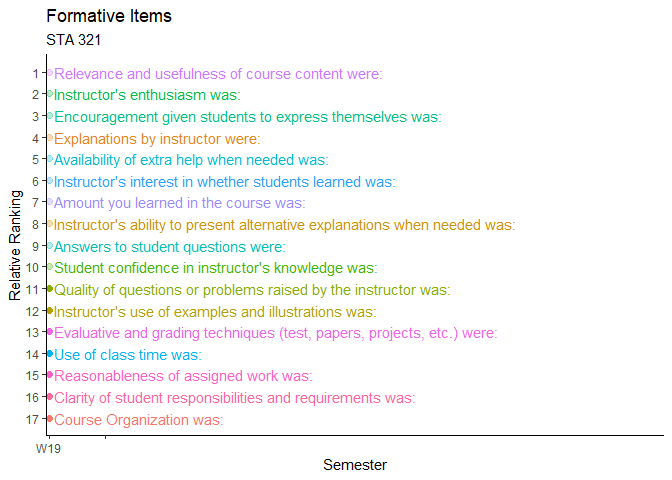 Formative Items
STA 321
Relative Ranking
1 Relevance and usefulness of course content were:
2 Instructor's enthusiasm was:
3 Encouragement given students to express themselves was:
4 Explanations by instructor were:
5 Availability of extra help when needed was:
6 Instructor's interest in whether students learned was:
7 Amount you learned in the course was:
8 Instructor's ability to present alternative explanations when needed was:
9 Answers to student questions were:
10 Student confidence in instructor's knowledge was:
11 Quality of questions or problems raised by the instructor was:
12 Instructor's use of examples and illustrations was:
13 Evaluative and grading techniques (test, papers, projects, etc.) were:
14 Use of class time was:
15 Reasonableness of assigned work was:
16 Clarity of student responsibilities and requirements was:
17 Course Organization was:
W19
Semester